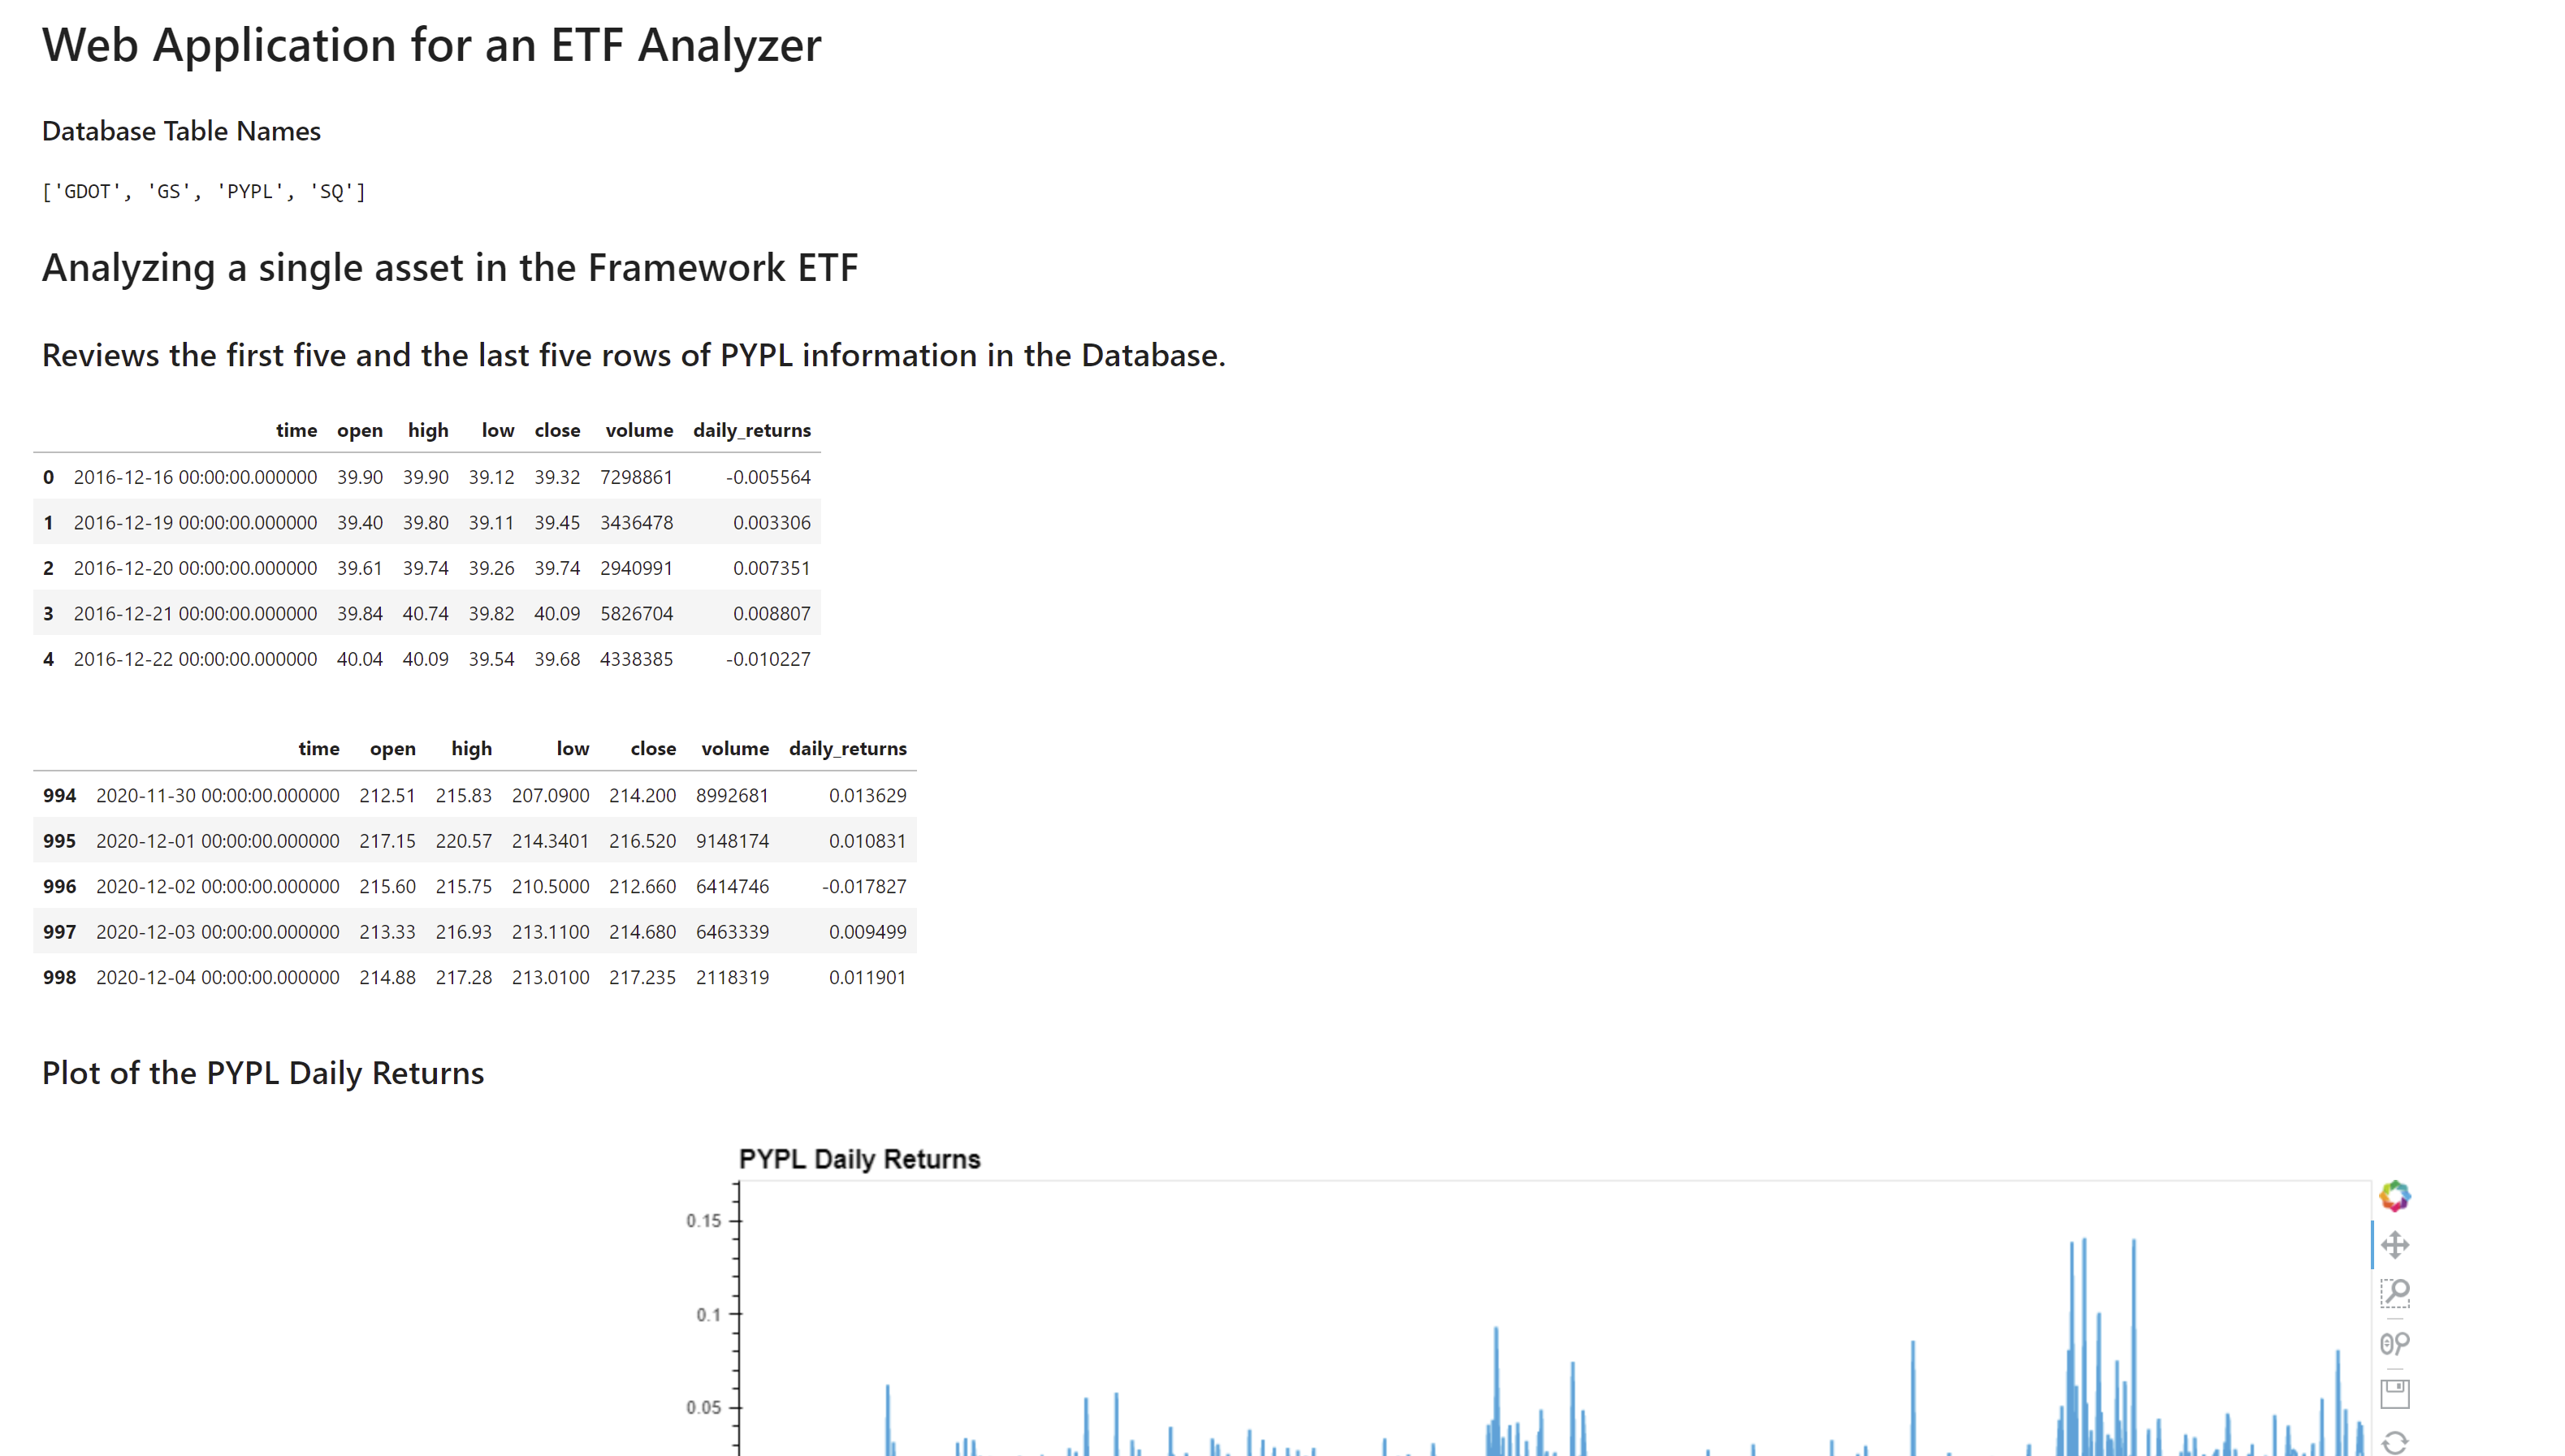 Web Application for an ETF Analyzer
Database Table Names
['GDOT', 'GS', 'PYPL', 'SQ']
Analyzing a single asset in the Framework ETF
Reviews the first five and the last five rows of PYPL information in the Database.
time open high low close volume daily_returns
0 2016-12-16 00:00:00.000000 39.90 39.90 39.12 39.32 7298861 -0.005564
1 2016-12-19 00:00:00.000000 39.40 39.80 39.11 39.45 3436478 0.003306
2 2016-12-20 00:00:00.000000 39.61 39.74 39.26 39.74 2940991 0.007351
3 2016-12-21 00:00:00.000000 39.84 40.74 39.82 40.09 5826704 0.008807
4 2016-12-22 00:00:00.000000 40.04 40.09 39.54 39.68 4338385 -0.010227
time open high low close volume daily_returns
994 2020-11-30 00:00:00.000000 212.51 215.83 207.0900 214.200 8992681 0.013629
995 2020-12-01 00:00:00.000000 217.15 220.57 214.3401 216.520 9148174 0.010831
996 2020-12-02 00:00:00.000000 215.60 215.75 210.5000 212.660 6414746 -0.017827
997 2020-12-03 00:00:00.000000 213.33 216.93 213.1100 214.680 6463339 0.009499
998 2020-12-04 00:00:00.000000 214.88 217.28 213.0100 217.235 2118319 0.011901
Plot of the PYPL Daily Returns
PYPL Daily Returns
0.15
0.1
0.05